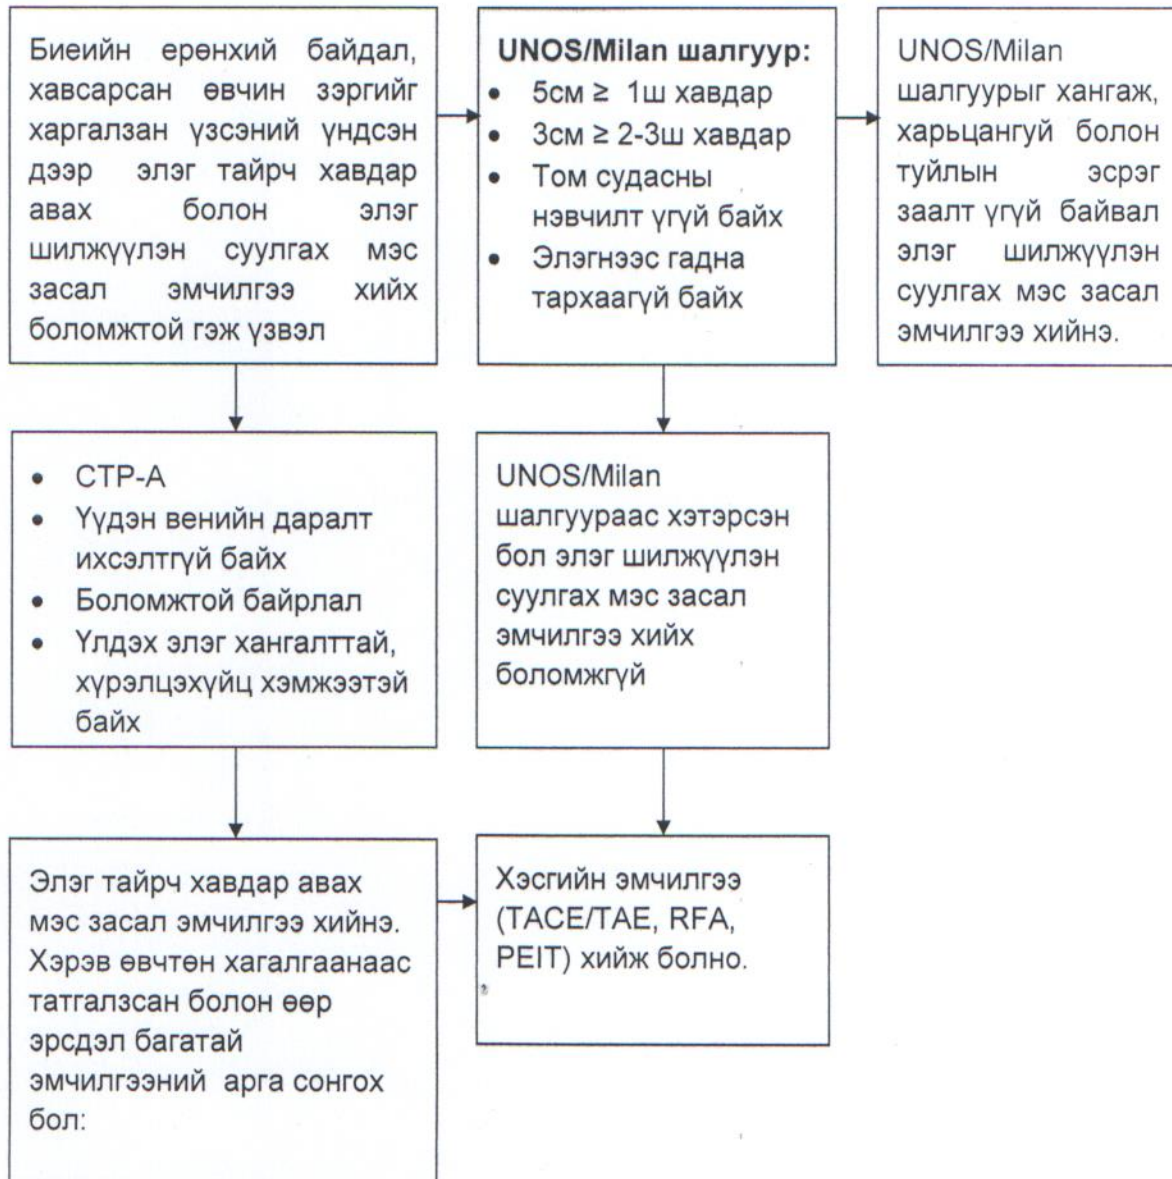 Биеийн ерөнхий байдал,
хавсарсан өвчин зэргийг
харгалзан үзсэний үндсэн
дээр элэг тайрч хавдар
авах болон элэг
шилжүүлэн суулгах мэс
засал эмчилгээ хийх
боломжтой гэж үзвэл
UNOS/Milan шалгуур:
• 5см ≥ 1ш хавдар
• 3см ≥ 2-3ш хавдар
• Том судасны
нэвчилт үгүй байх
• Элэгнээс гадна
тархаагүй байх
UNOS/Milan
шалгуурыг хангаж,
харьцангуй болон
туйлын эсрэг
заалт үгүй байвал
элэг шилжүүлэн
суулгах мэс засал
эмчилгээ хийнэ.
• CTP-A
• Үүдэн венийн даралт
ихсэлтгүй байх
• Боломжтой байрлал
• Үлдэх элэг хангалттай,
хүрэлцэхүйц хэмжээтэй
байх
UNOS/Milan
шалгуураас хэтэрсэн
бол элэг шилжүүлэн
суулгах мэс засал
эмчилгээ хийх
боломжгүй
Элэг тайрч хавдар авах
мэс засал эмчилгээ хийнэ.
Хэрэв өвчтөн хагалгаанаас
татгалзсан болон өөр
эрсдэл багатай
эмчилгээний арга сонгох
бол:
Хэсгийн эмчилгээ
(TACE/TAE, RFA,
PEIT) хийж болно.